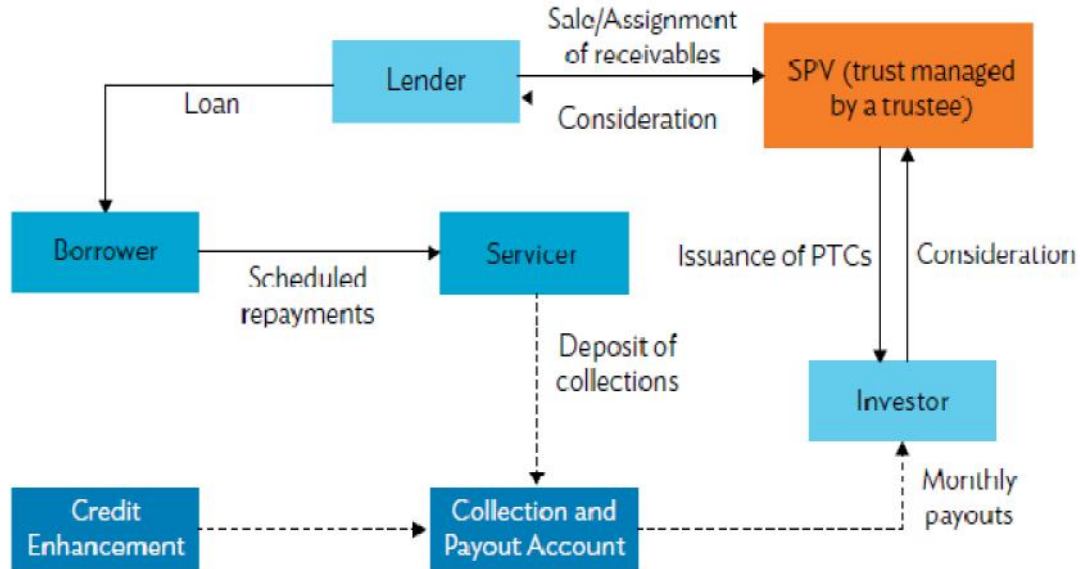 Sale/Assignment
of receivables
Lender
SPV (trust managed
by a trustee)
Loan
Consideration
Borrower
Servicer
Issuance of PTCs
Consideration
Scheduled
repayments
Deposit of
collections
Investor
Credit
Enhancement
Collection and
Payout Account
Monthly
payouts